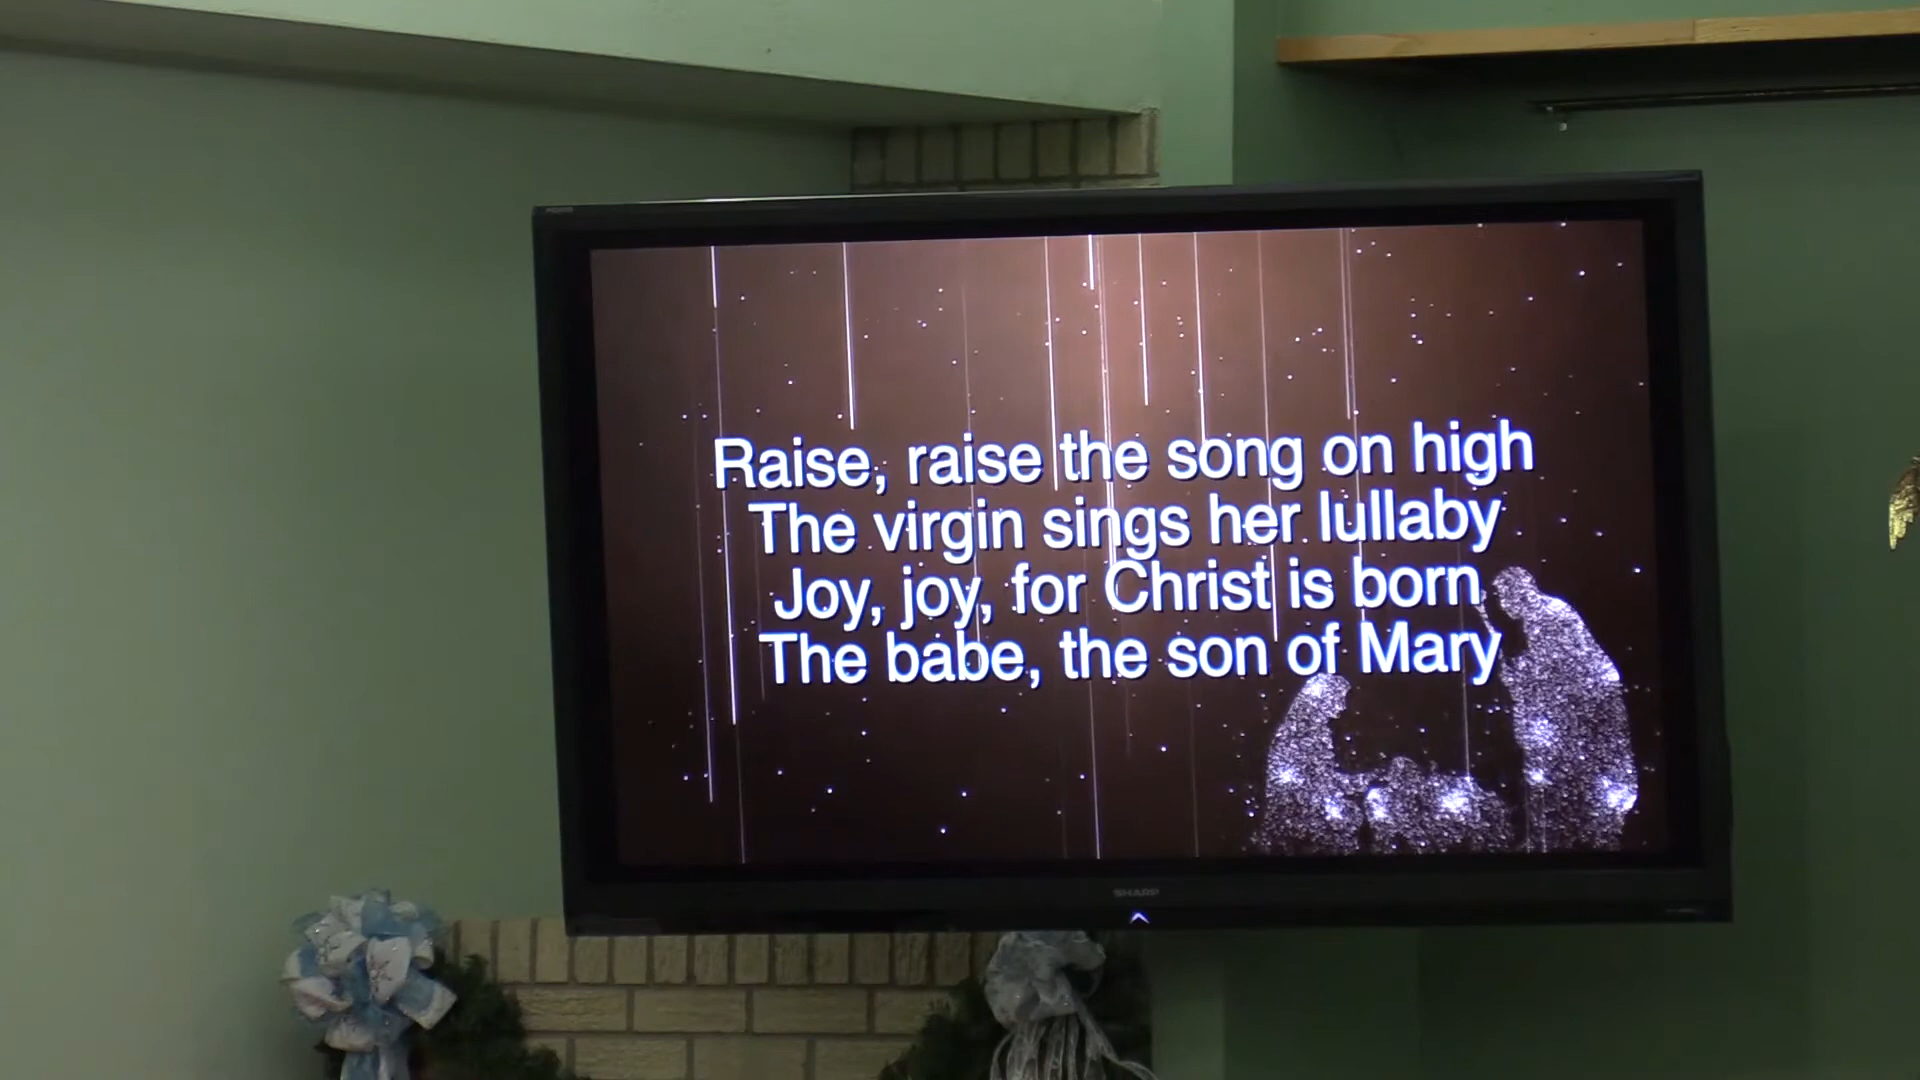 Raise, raise the song on high
The virgin sings her lullaby
Joy, joy, for Christ is born
The babe, the son of Mary
SHARP